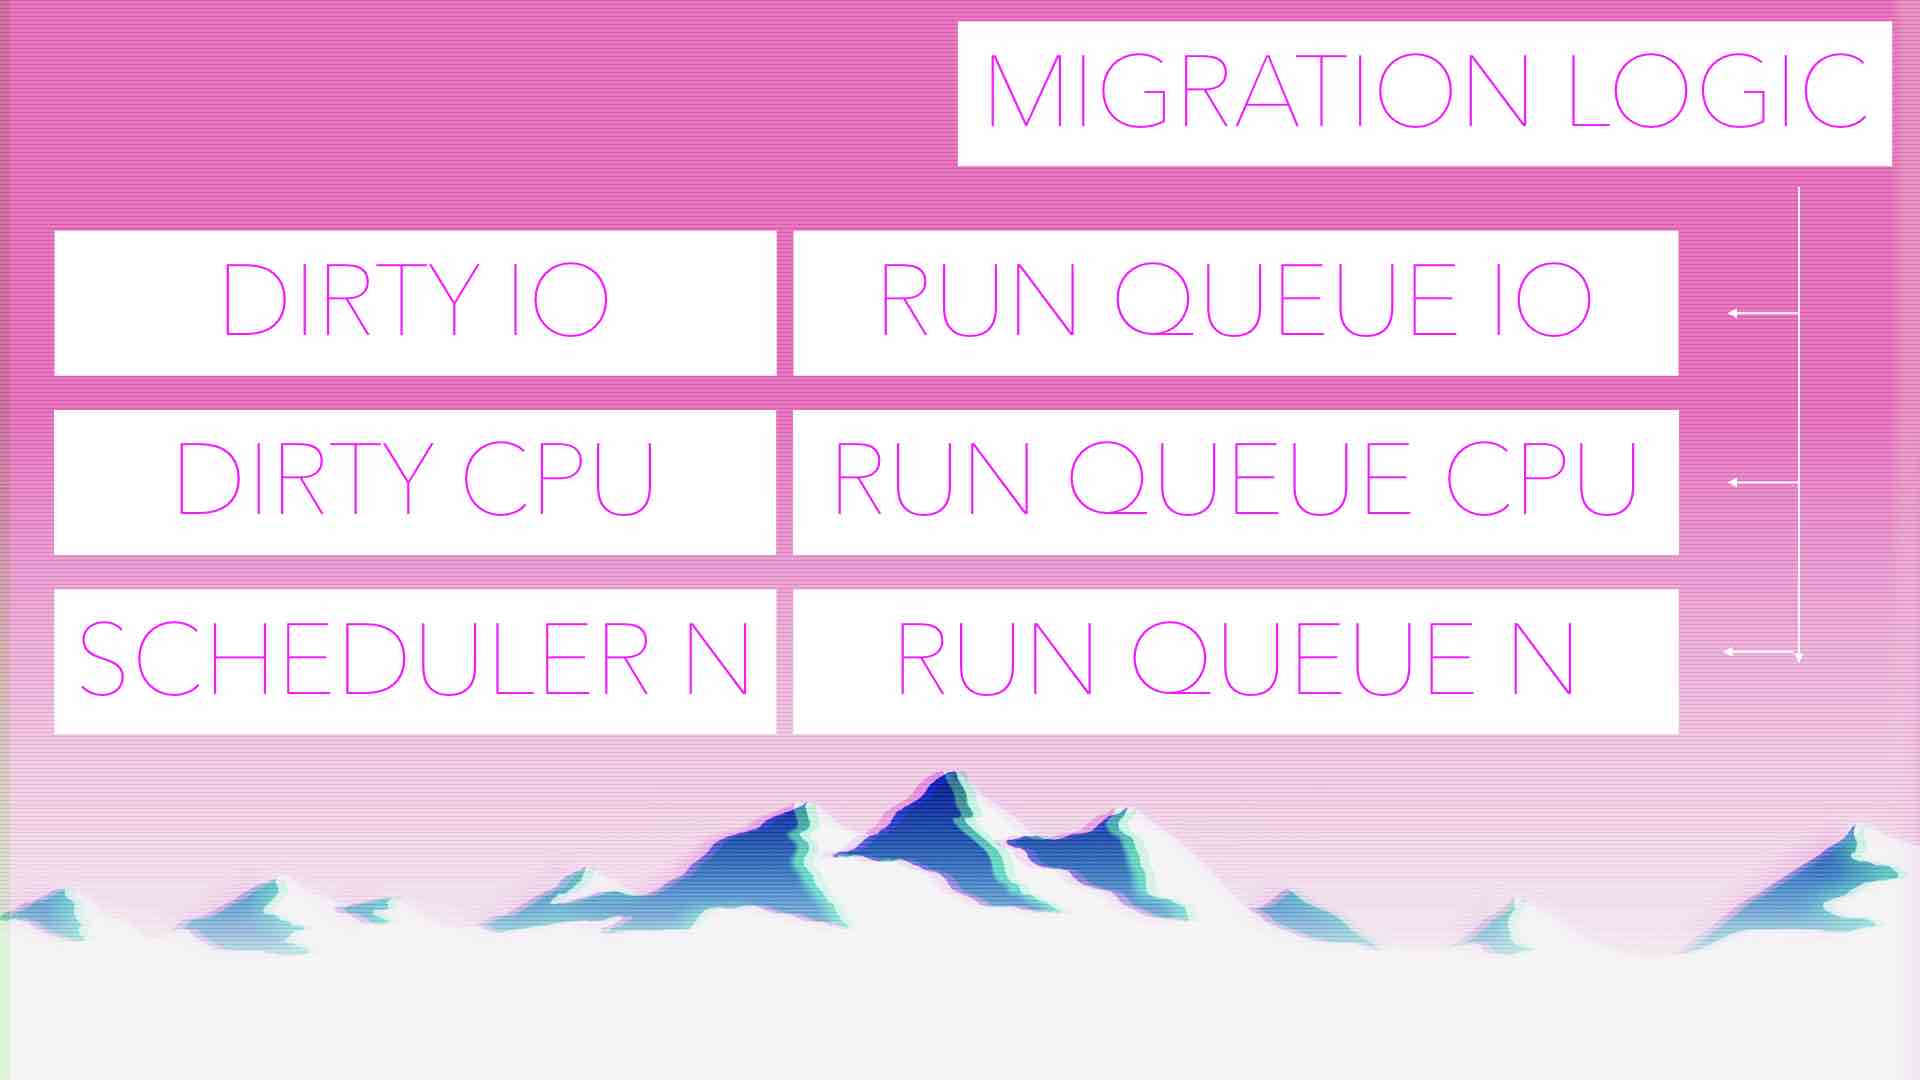 MIGRATION LOGIC
DIRTY IO
RUN QUEUE IO
DIRTY CPU
RUN QUEUE CPU
SCHEDULER N
RUN QUEUE N